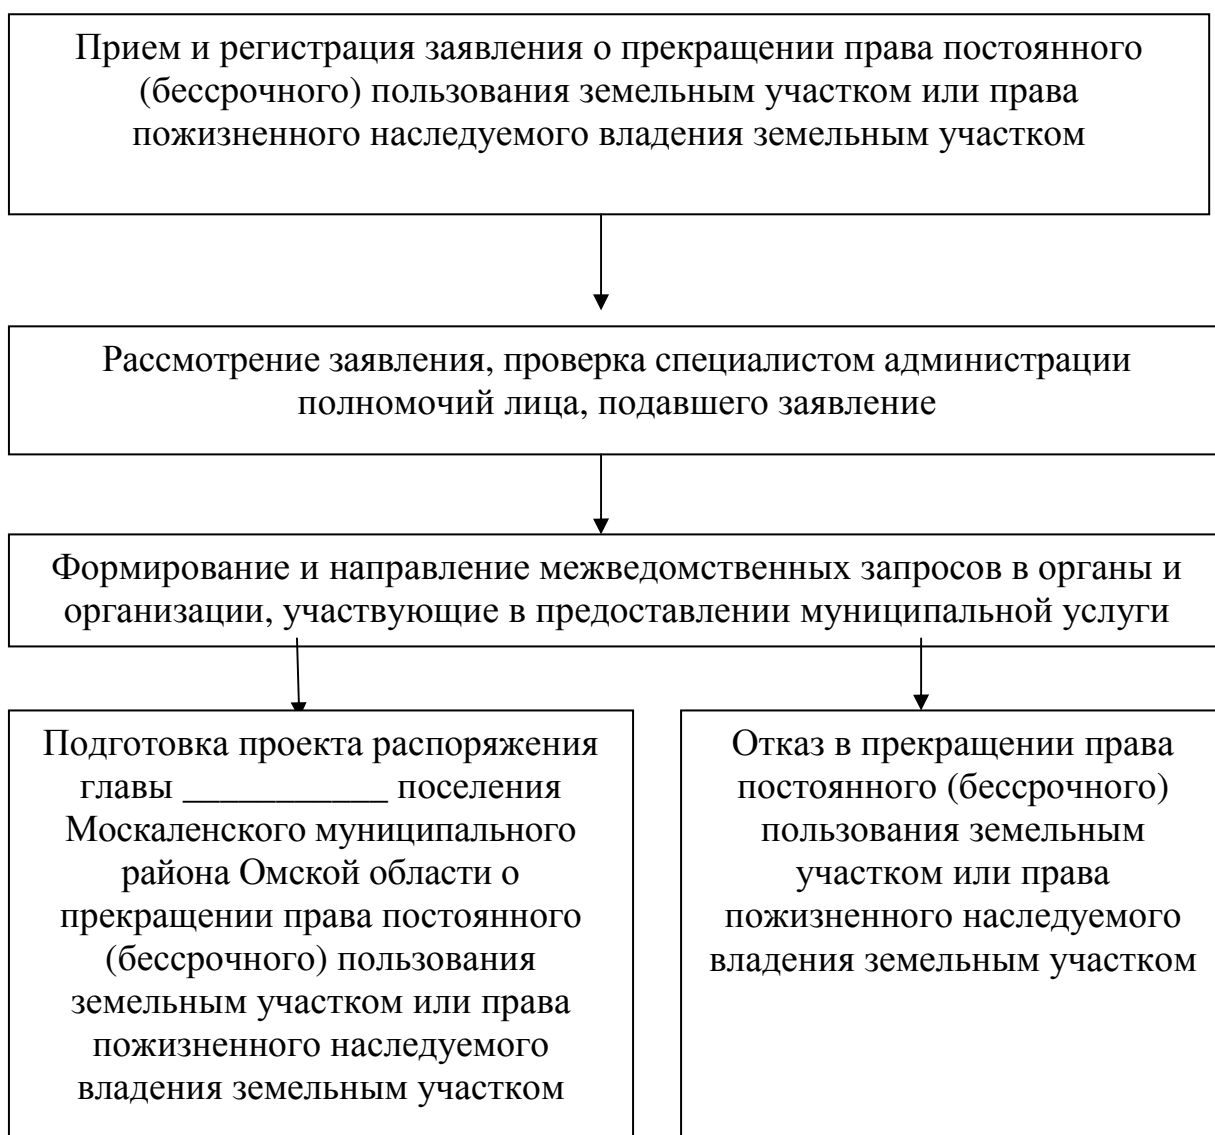 Прием и регистрация заявления о прекращении права постоянного
(бессрочного) пользования земельным участком или права
пожизненного наследуемого владения земельным участком
Рассмотрение заявления, проверка специалистом администрации
полномочий лица, подавшего заявление
Формирование и направление межведомственных запросов в органы и
организации, участвующие в предоставлении муниципальной услуги
Подготовка проекта распоряжения
главы ___________ поселения
Москаленского муниципального
района Омской области о
прекращении права постоянного
(бессрочного) пользования
земельным участком или права
пожизненного наследуемого
владения земельным участком
Отказ в прекращении права
постоянного (бессрочного)
пользования земельным
участком или права
пожизненного наследуемого
владения земельным участком